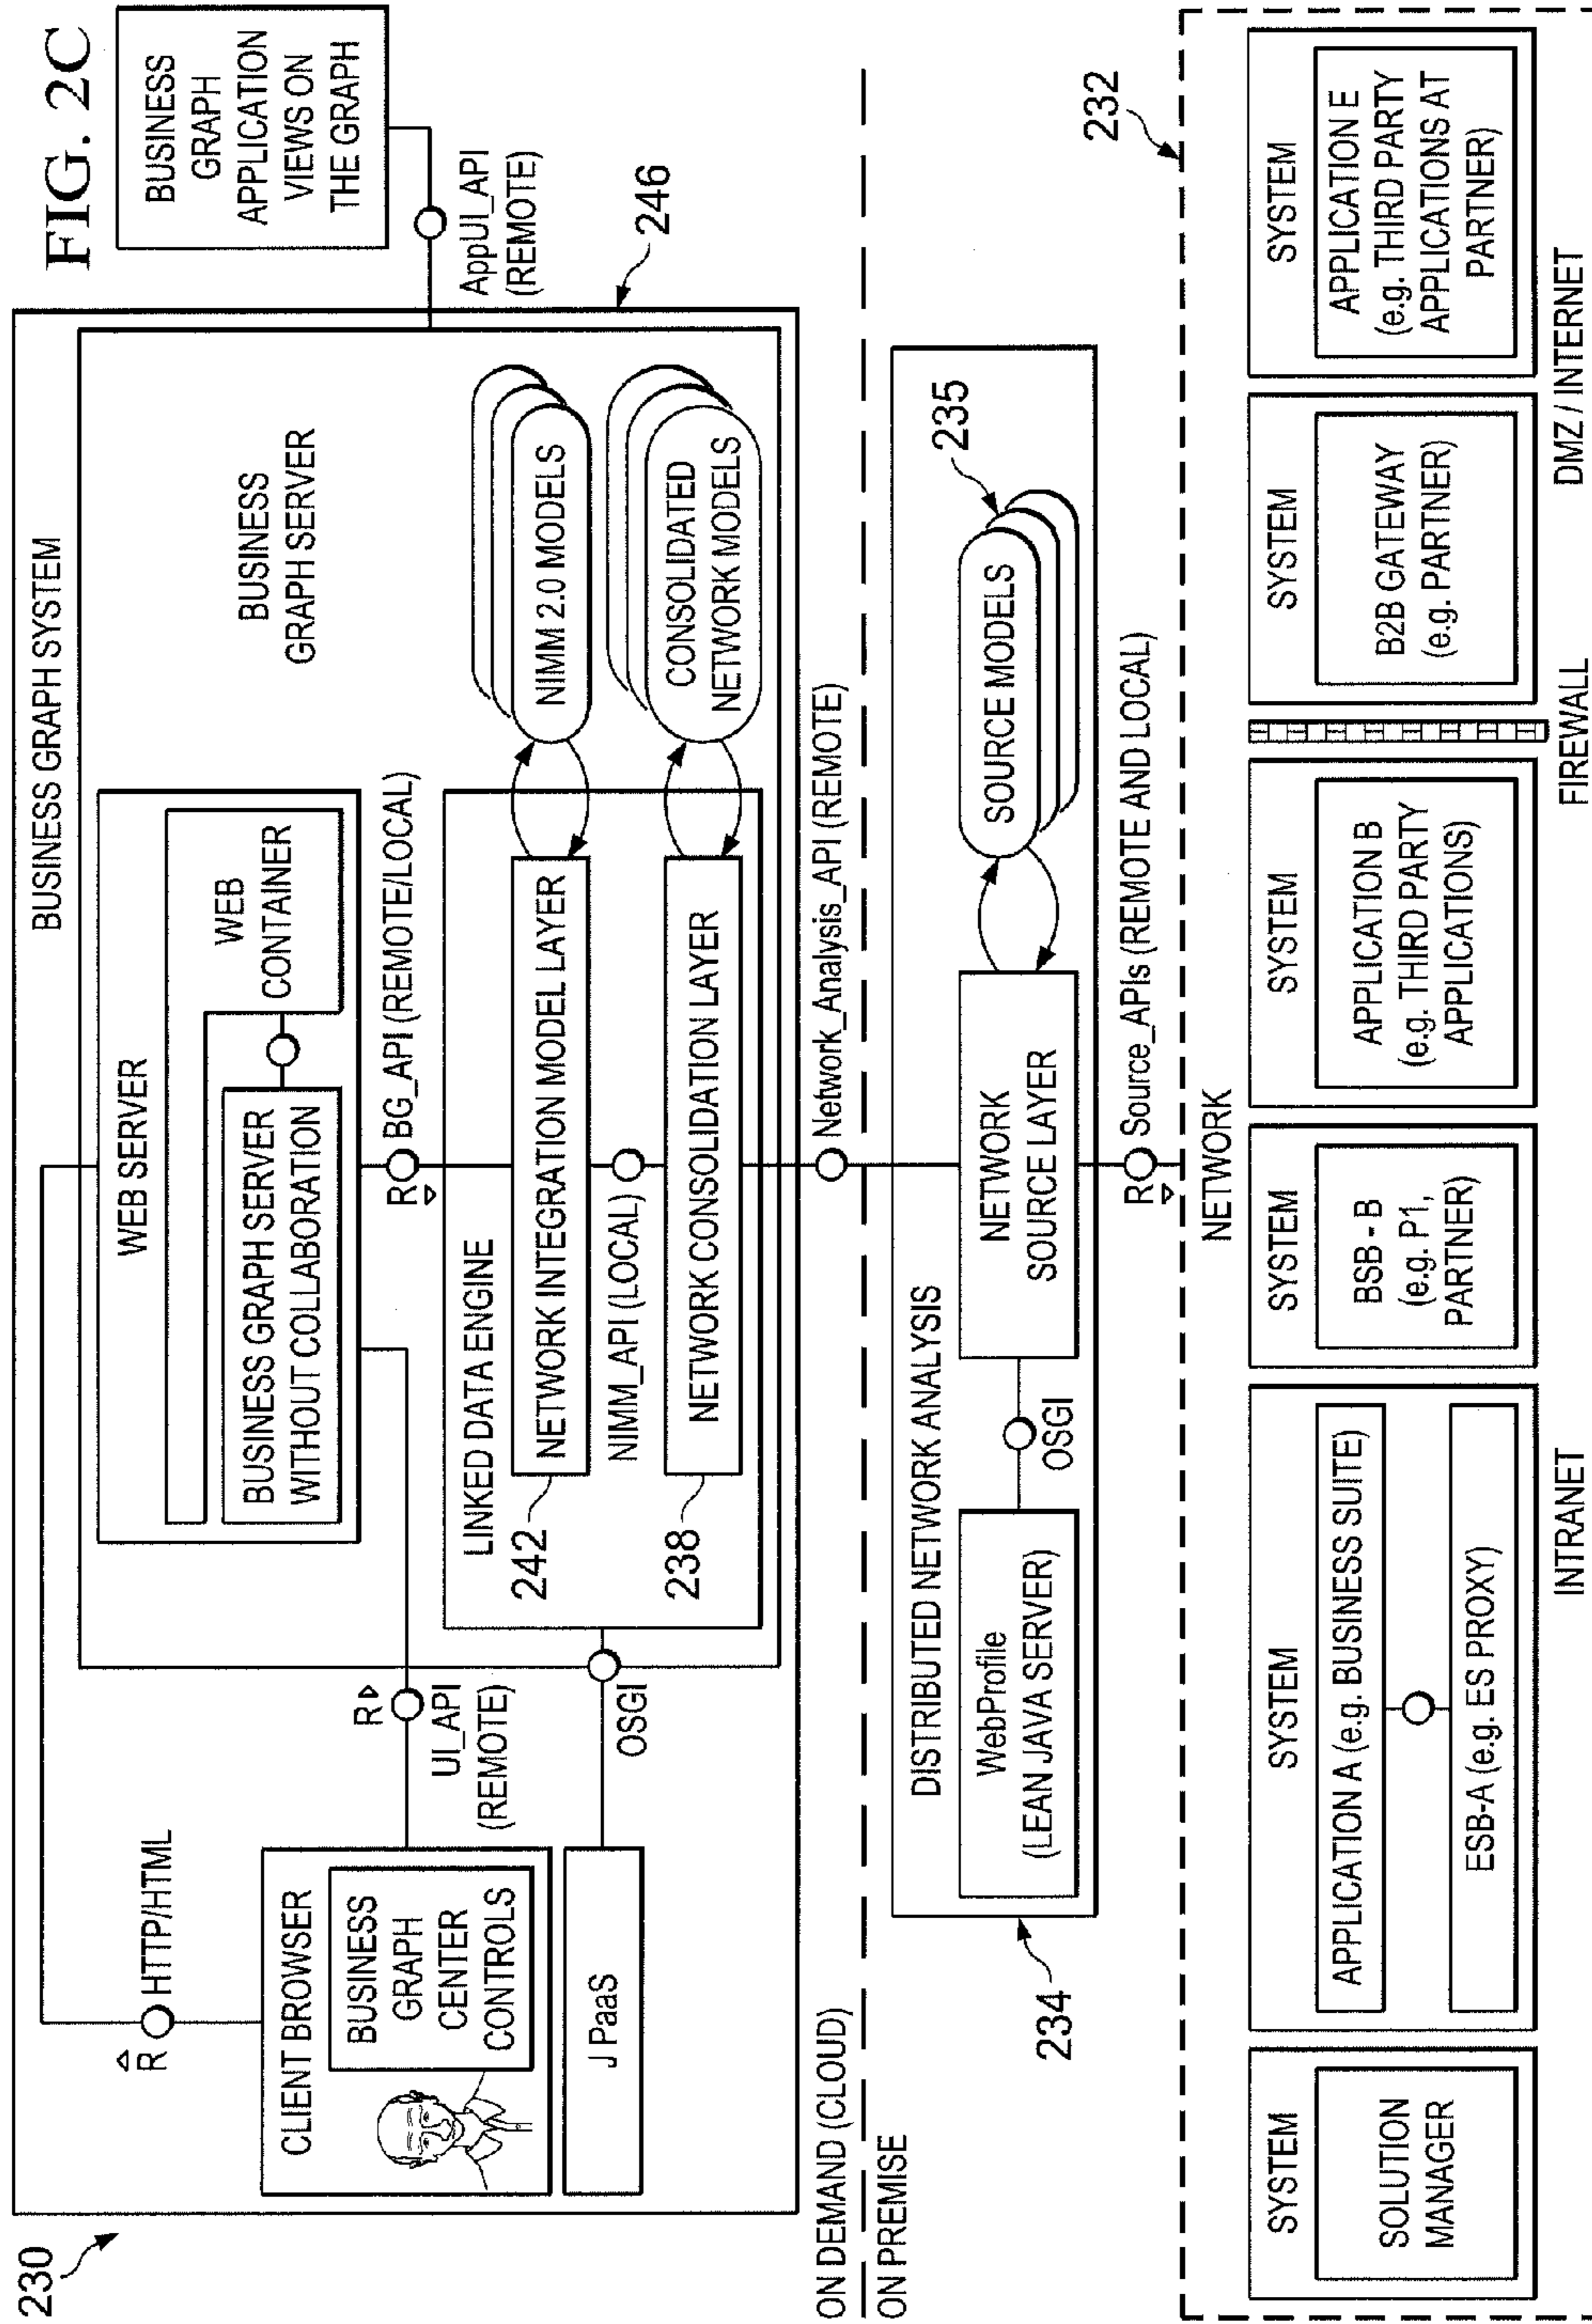 FIG. 2C
230
BUSINESS GRAPH SYSTEM
BUSINESS
GRAPH
APPLICATION
VIEWS ON
THE GRAPH
AppUI_API
(REMOTE)
246
R
HTTP/HTML
CLIENT BROWSER
BUSINESS
GRAPH
CENTER
CONTROLS
JPaaS
R
UI_API
(REMOTE)
OSGI
WEB SERVER
WEB
CONTAINER
BUSINESS GRAPH SERVER
WITHOUT COLLABORATION
BUSINESS
GRAPH SERVER
R
BG_API (REMOTE/LOCAL)
LINKED DATA ENGINE
242
NETWORK INTEGRATION MODEL LAYER
NIMM 2.0 MODELS
NIMM_API (LOCAL)
238
NETWORK CONSOLIDATION LAYER
CONSOLIDATED
NETWORK MODELS
ON DEMAND (CLOUD)
Network_Analysis_API (REMOTE)
ON PREMISE
DISTRIBUTED NETWORK ANALYSIS
234
WebProfile
(LEAN JAVA SERVER)
OSGI
NETWORK
SOURCE LAYER
SOURCE MODELS
235
R
Source_APIs (REMOTE AND LOCAL)
232
NETWORK
SYSTEM
SOLUTION
MANAGER
SYSTEM
APPLICATION A (e.g. BUSINESS SUITE)
ESB-A (e.g. ES PROXY)
SYSTEM
BSB - B
(e.g. P1,
PARTNER)
SYSTEM
APPLICATION B
(e.g. THIRD PARTY
APPLICATIONS)
SYSTEM
B2B GATEWAY
(e.g. PARTNER)
SYSTEM
APPLICATION E
(e.g. THIRD PARTY
APPLICATIONS AT
PARTNER)
INTRANET
FIREWALL
DMZ / INTERNET